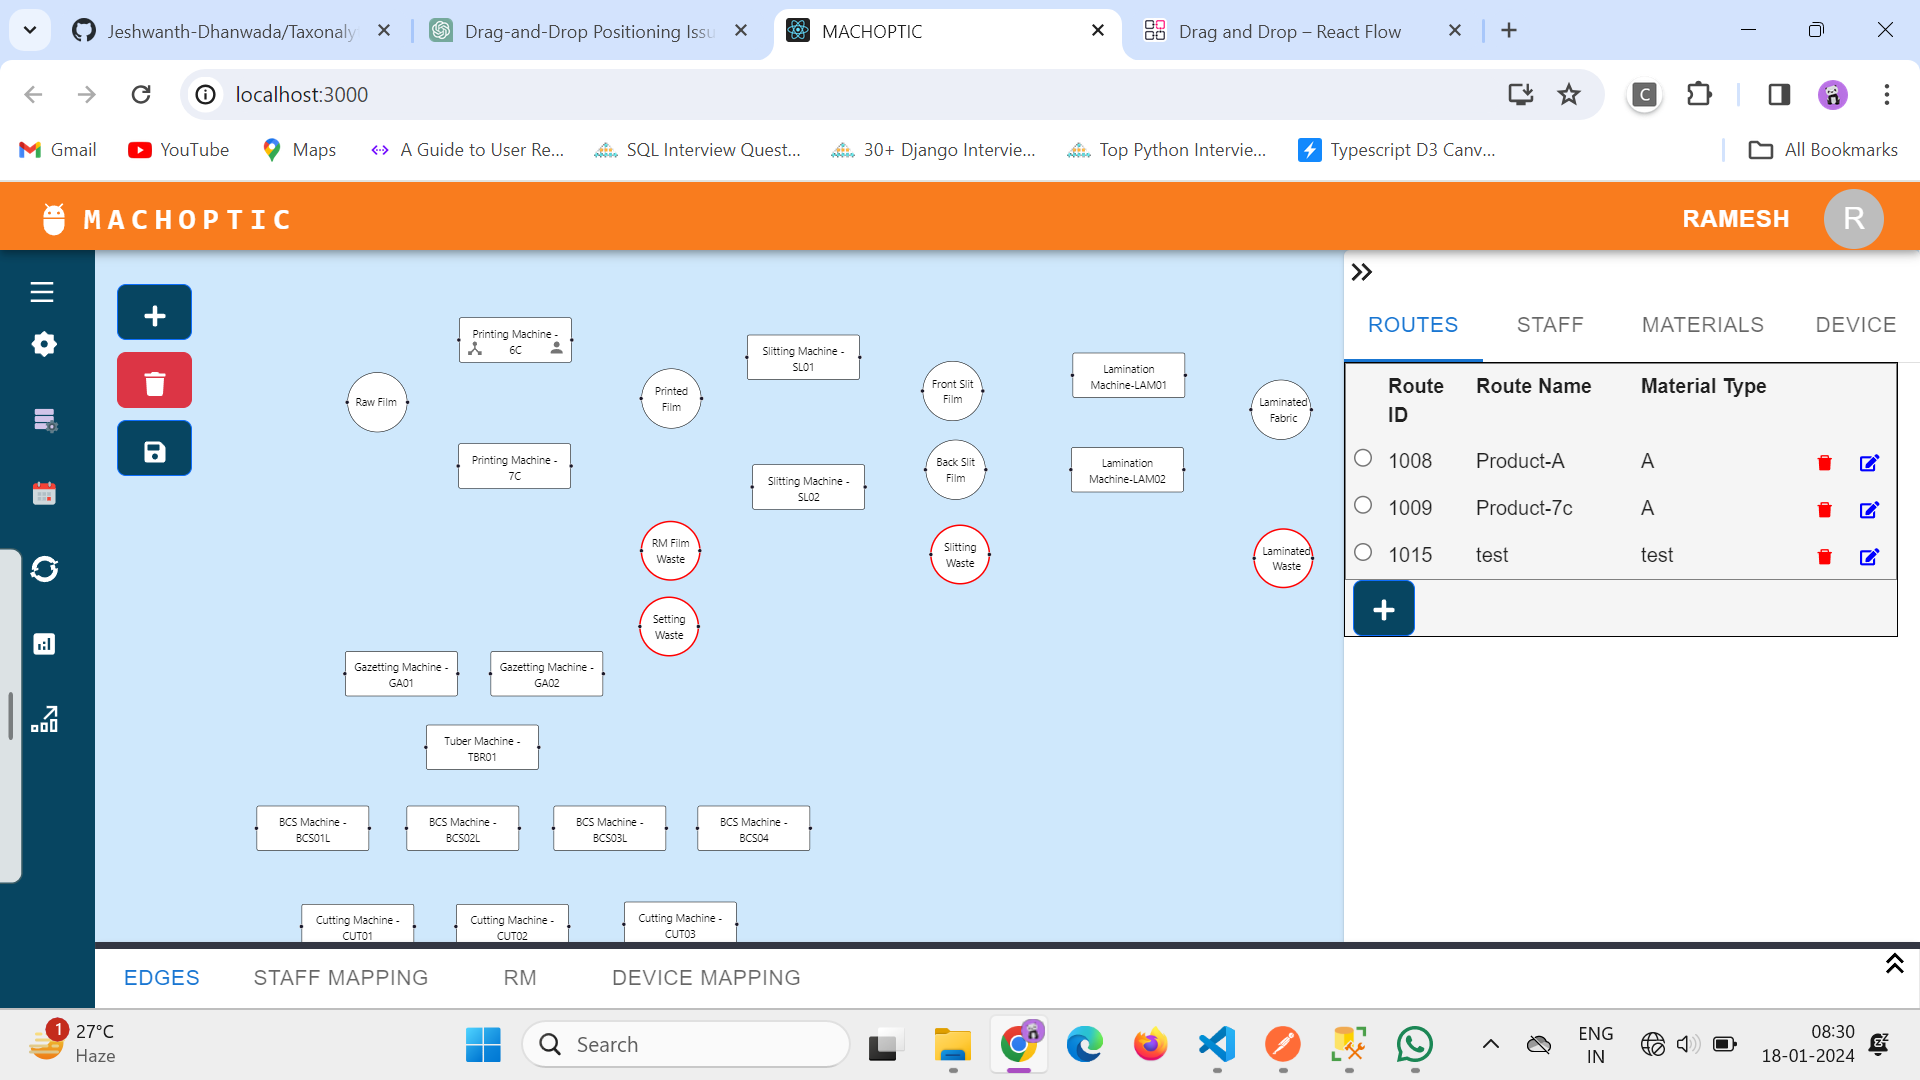 Jeshwanth-Dhanwada/Taxonaly
Drag-and-Drop Positioning Issu
MACHOPTIC
Drag and Drop – React Flow
localhost:3000
C
Gmail
YouTube
Maps
A Guide to User Re...
SQL Interview Quest...
30+ Django Intervie...
Top Python Intervie...
Typescript D3 Canv...
All Bookmarks
MACHOPTIC
RAMESH
R
ROUTES
STAFF
MATERIALS
DEVICE
Route ID
Route Name
Material Type
1008 Product-A A
1009 Product-7c A
1015 test test
Printing Machine -
6C
Slitting Machine -
SL01
Lamination
Machine-LAM01
Raw Film
Printed
Film
Front Slit
Film
Laminated
Fabric
Printing Machine -
7C
Slitting Machine -
SL02
Back Slit
Film
Lamination
Machine-LAM02
RM Film
Waste
Slitting
Waste
Laminated
Waste
Setting
Waste
Gazetting Machine -
GA01
Gazetting Machine -
GA02
Tuber Machine -
TBR01
BCS Machine -
BCS01L
BCS Machine -
BCS02L
BCS Machine -
BCS03L
BCS Machine -
BCS04
Cutting Machine -
CUT01
Cutting Machine -
CUT02
Cutting Machine -
CUT03
EDGES
STAFF MAPPING
RM
DEVICE MAPPING
1
27°C
Haze
Search
ENG
IN
08:30
18-01-2024